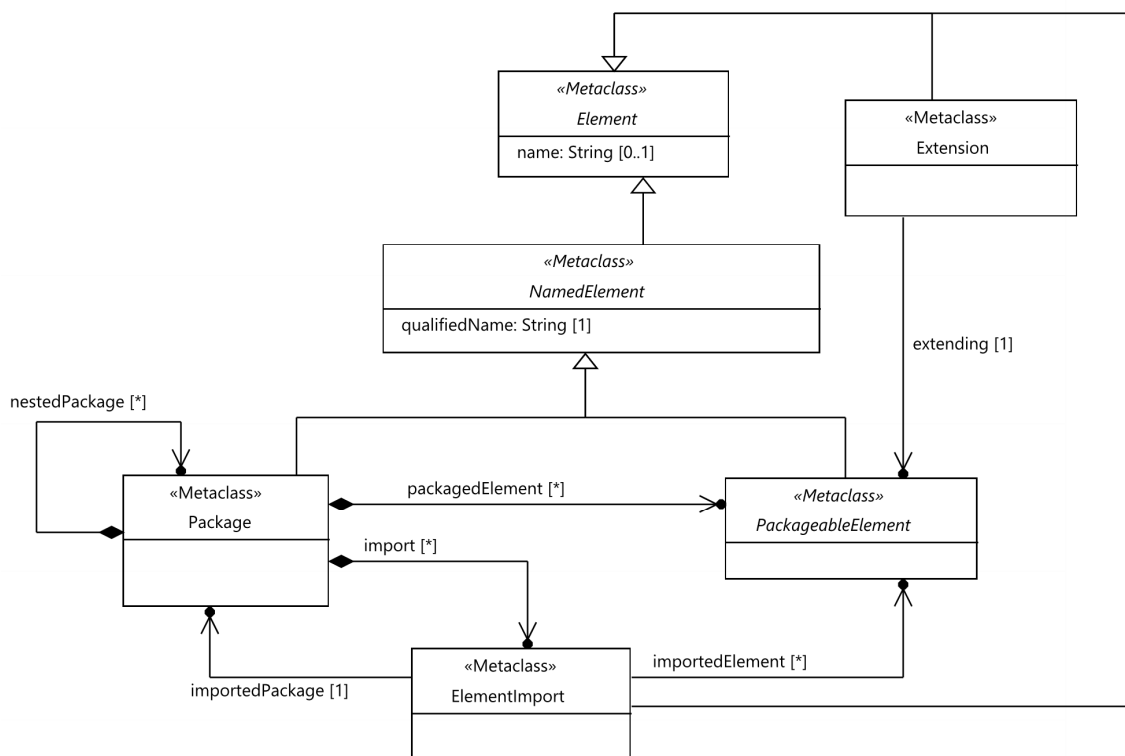 «Metaclass»
Element
name: String [0..1]
«Metaclass»
Extension
«Metaclass»
NamedElement
qualifiedName: String [1]
extending [1]
nestedPackage [*]
«Metaclass»
Package
packagedElement [*]
«Metaclass»
PackageableElement
import [*]
«Metaclass»
ElementImport
importedElement [*]
importedPackage [1]